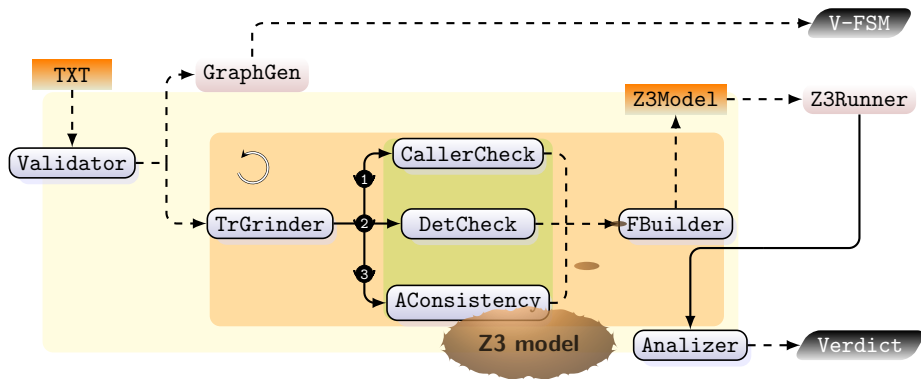 V-FSM
TXT
GraphGen
Z3Model
Z3Runner
Validator
CallerCheck
1
TrGrinder
2
DetCheck
FBuilder
3
AConsistency
Z3 model
Analizer
Verdict